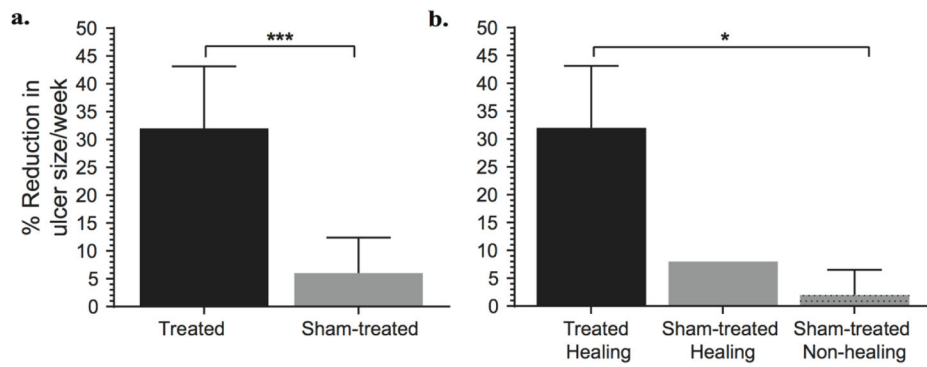 a.
% Reduction in
ulcer size/week
50
45
40
35
30
25
20
15
10
5
0
***
Treated
Sham-treated
b.
50
45
40
35
30
25
20
15
10
5
0
*
Treated
Healing
Sham-treated
Healing
Sham-treated
Non-healing